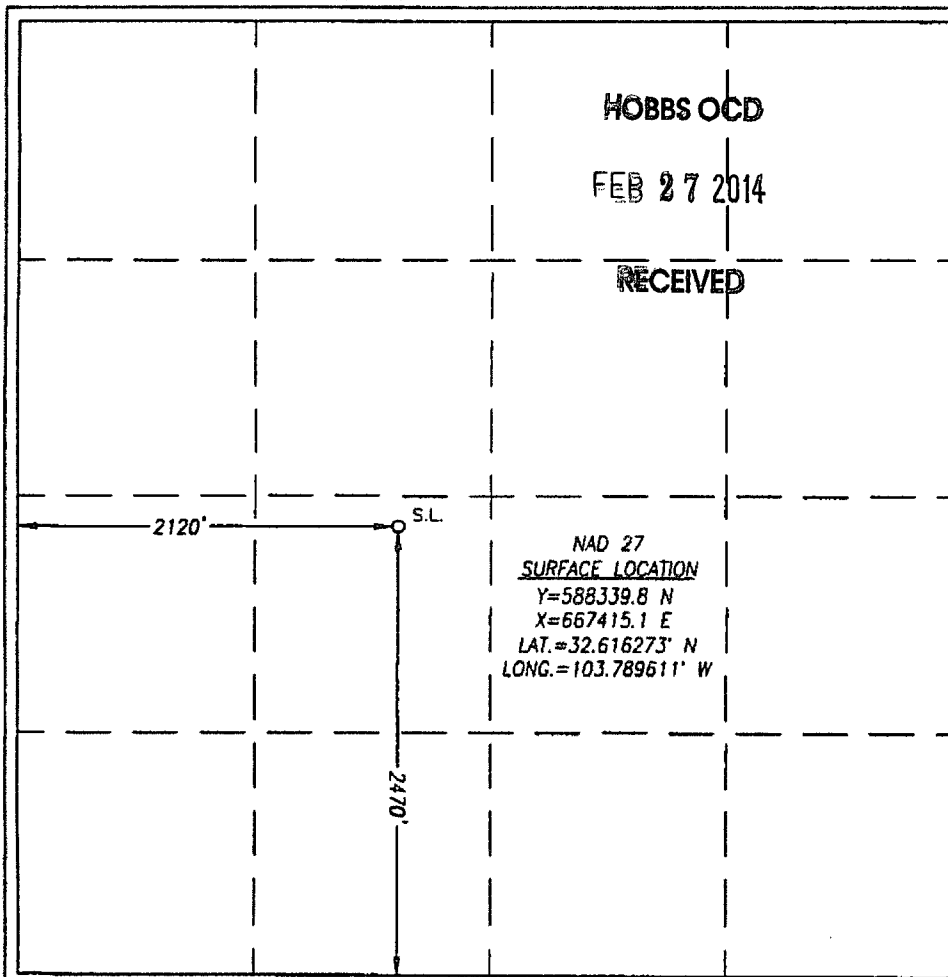 HOBBS OCD
FEB 27 2014
RECEIVED
2120'
S.L.
NAD 27
SURFACE LOCATION
Y=588339.8 N
X=667415.1 E
LAT.=32.616273° N
LONG.=103.789611° W
2470'